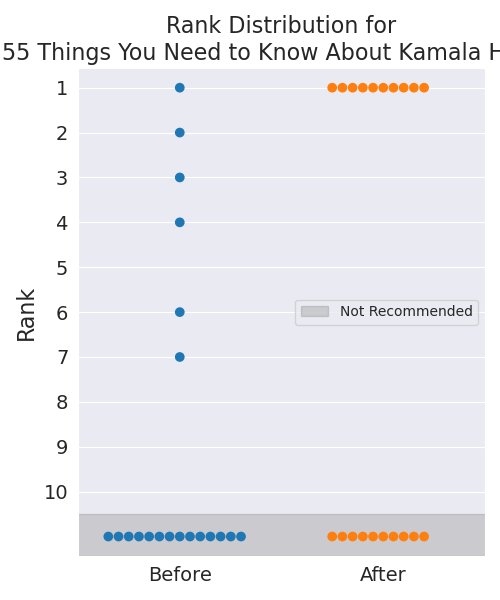 Rank Distribution for
55 Things You Need to Know About Kamala H
1
2
3
4
5
6
7
8
9
10
Rank
Not Recommended
Before
After